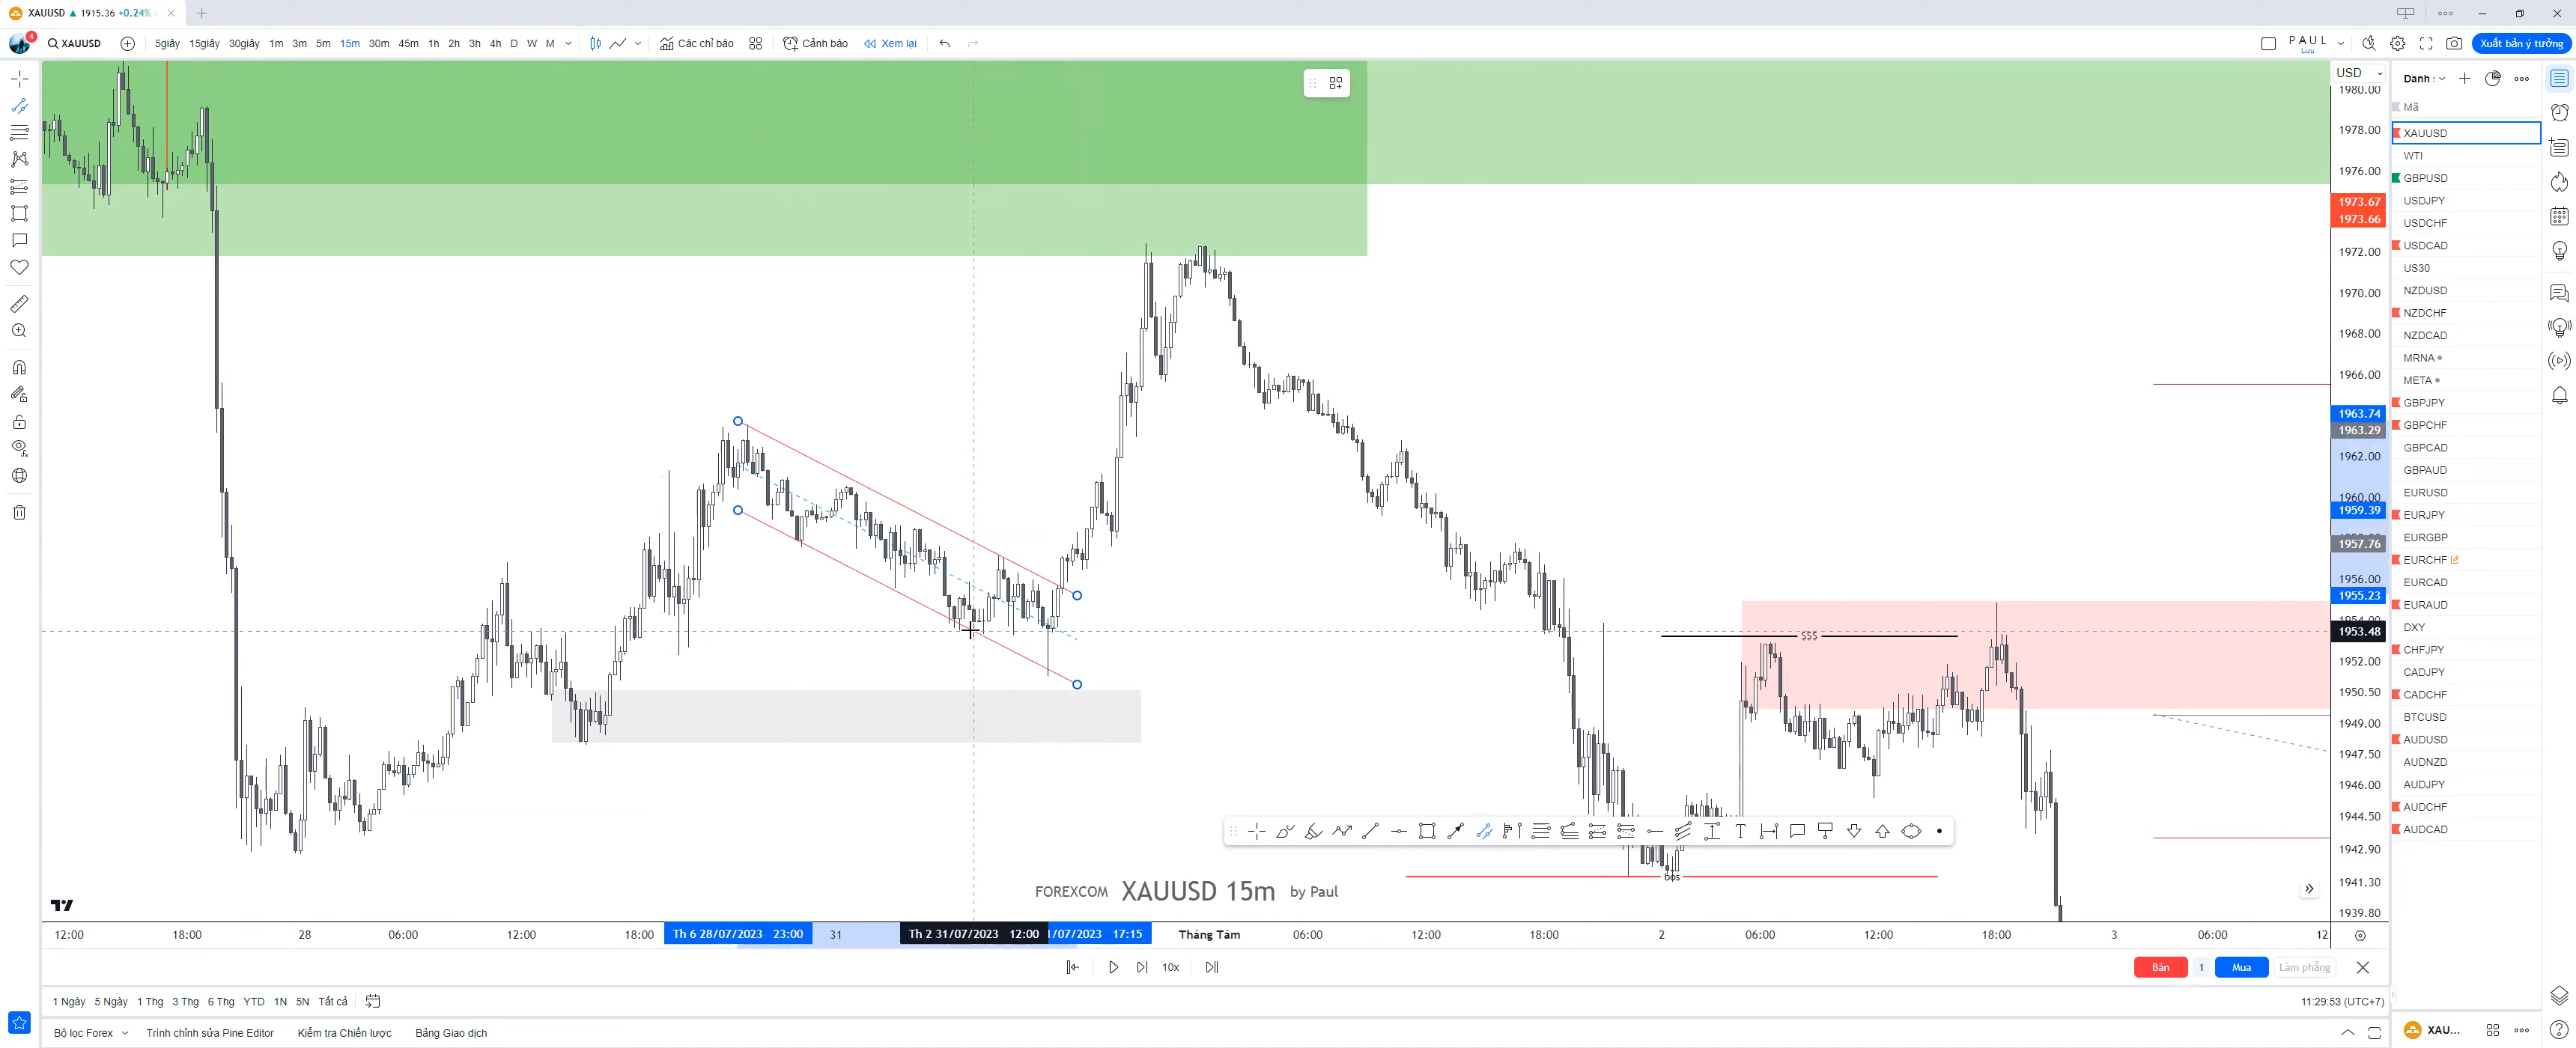 XAUUSD ▲ 1915.36 +0.24%
4 XAUUSD 5giây 15giây 30giây 1m 3m 5m 15m 30m 45m 1h 2h 3h 4h D W M Các chỉ báo Cảnh báo Xem lại PAUL Lưu Xuất bản ý tưởng
USD
1980.00
1978.00
1976.00
1973.67
1973.66
1972.00
1970.00
1968.00
1966.00
1963.74
1963.29
1962.00
1960.00
1959.39
1957.76
1956.00
1955.23
1953.48
1952.00
1950.50
1949.00
1947.50
1946.00
1944.50
1942.90
1941.30
1939.80
$$$
bos
FOREXCOM XAUUSD 15m by Paul
12:00 18:00 28 06:00 12:00 18:00 Th 6 28/07/2023 23:00 31 Th 2 31/07/2023 12:00 /07/2023 17:15 Tháng Tám 06:00 12:00 18:00 2 06:00 12:00 18:00 3 06:00 12:
10x Bán 1 Mua Làm phẳng
1 Ngày 5 Ngày 1 Thg 3 Thg 6 Thg YTD 1N 5N Tất cả 11:29:53 (UTC+7)
Bộ lọc Forex Trình chỉnh sửa Pine Editor Kiểm tra Chiến lược Bảng Giao dịch
Danh :
Mã
XAUUSD
WTI
GBPUSD
USDJPY
USDCHF
USDCAD
US30
NZDUSD
NZDCHF
NZDCAD
MRNA
META
GBPJPY
GBPCHF
GBPCAD
GBPAUD
EURUSD
EURJPY
EURGBP
EURCHF
EURCAD
EURAUD
DXY
CHFJPY
CADJPY
CADCHF
BTCUSD
AUDUSD
AUDNZD
AUDJPY
AUDCHF
AUDCAD
XAU...